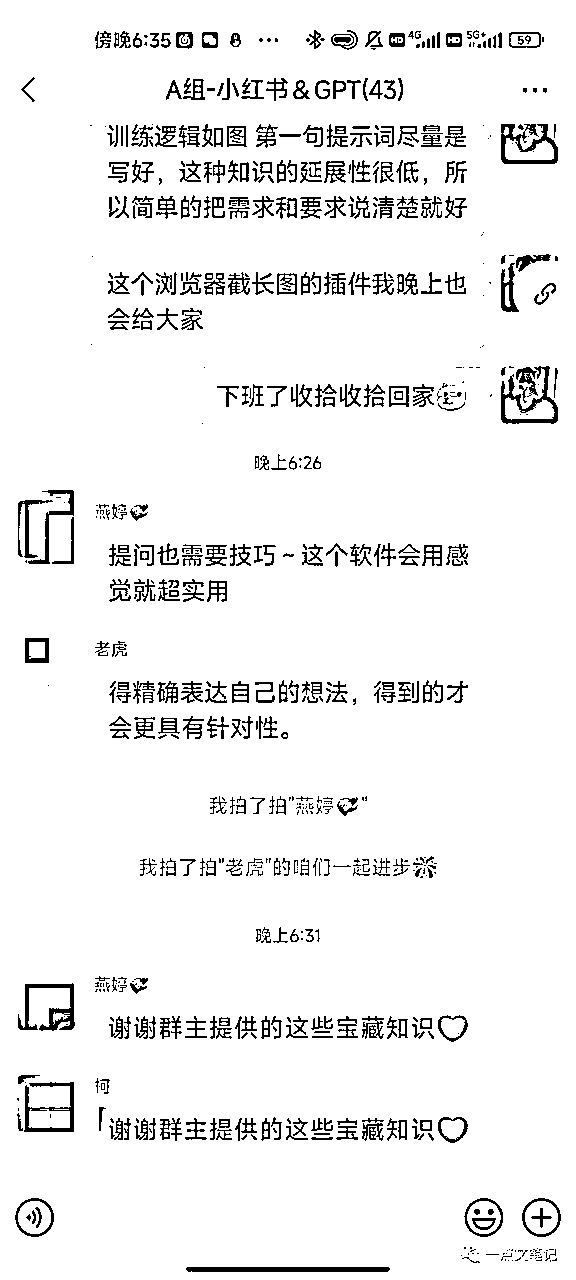 傍晚6:35 ··· HD 4G HD 5G+ 59
A组-小红书＆GPT(43)
训练逻辑如图 第一句提示词尽量是
写好，这种知识的延展性很低，所
以简单的把需求和要求说清楚就好
这个浏览器截长图的插件我晚上也
会给大家
下班了收拾收拾回家
晚上6:26
燕婷💞
提问也需要技巧～这个软件会用感
觉就超实用
老虎
得精确表达自己的想法，得到的才
会更具有针对性。
我拍了拍"燕婷💞"
我拍了拍"老虎"的咱们一起进步🎆
晚上6:31
燕婷💞
谢谢群主提供的这些宝藏知识♡
柯
「谢谢群主提供的这些宝藏知识♡
一点文笔记